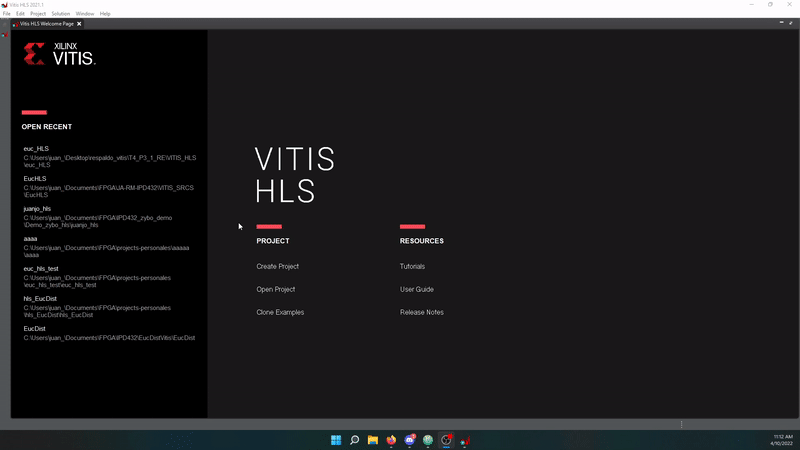 Vitis HLS 2021.1
File Edit Project Solution Window Help
Vitis HLS Welcome Page
XILINX
VITIS.
OPEN RECENT
euc_HLS
C:\Users\juan_\Desktop\respaldo_vitis\T4_P3_1_RE\VITIS_HLS
\euc_HLS
EucHLS
C:\Users\juan_\Documents\FPGA\JA-RM-IPD432\VITIS_SRCS
\EucHLS
juanjo_hls
C:\Users\juan_\Documents\FPGA\IPD432_zybo_demo
\Demo_zybo_hls\juanjo_hls
aaaa
C:\Users\juan_\Documents\FPGA\projects-personales\aaaaa
\aaaa
euc_hls_test
C:\Users\juan_\Documents\FPGA\projects-personales
\euc_hls_test\euc_hls_test
hls_EucDist
C:\Users\juan_\Documents\FPGA\projects-personales
\hls_EucDist\hls_EucDist
EucDist
C:\Users\juan_\Documents\FPGA\IPD432\EucDistVitis\EucDist
VITIS
HLS
PROJECT
Create Project
Open Project
Clone Examples
RESOURCES
Tutorials
User Guide
Release Notes
11:12 AM
4/10/2022